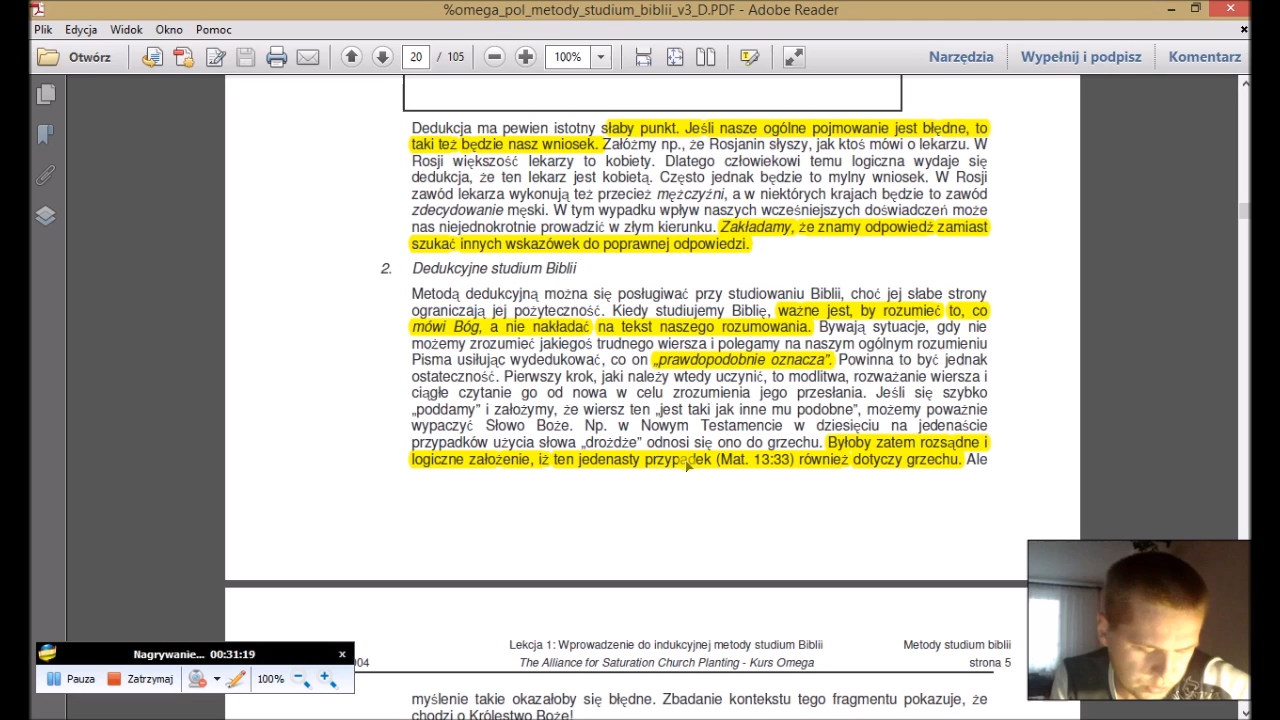 %omega_pol_metody_studium_biblii_v3_D.PDF - Adobe Reader
Plik Edycja Widok Okno Pomoc
Otwórz 20 / 105 100% Narzędzia Wypełnij i podpisz Komentarz
Dedukcja ma pewien istotny słaby punkt. Jeśli nasze ogólne pojmowanie jest błędne, to
taki też będzie nasz wniosek. Załóżmy np., że Rosjanin słyszy, jak ktoś mówi o lekarzu. W
Rosji większość lekarzy to kobiety. Dlatego człowiekowi temu logiczna wydaje się
dedukcja, że ten lekarz jest kobietą. Często jednak będzie to mylny wniosek. W Rosji
zawód lekarza wykonują też przecież mężczyźni, a w niektórych krajach będzie to zawód
zdecydowanie męski. W tym wypadku wpływ naszych wcześniejszych doświadczeń może
nas niejednokrotnie prowadzić w złym kierunku. Zakładamy, że znamy odpowiedź zamiast
szukać innych wskazówek do poprawnej odpowiedzi.
2. Dedukcyjne studium Biblii
Metodą dedukcyjną można się posługiwać przy studiowaniu Biblii, choć jej słabe strony
ograniczają jej pożyteczność. Kiedy studiujemy Biblię, ważne jest, by rozumieć to, co
mówi Bóg, a nie nakładać na tekst naszego rozumowania. Bywają sytuacje, gdy nie
możemy zrozumieć jakiegoś trudnego wiersza i polegamy na naszym ogólnym rozumieniu
Pisma usiłując wydedukować, co on „prawdopodobnie oznacza”. Powinna to być jednak
ostateczność. Pierwszy krok, jaki należy wtedy uczynić, to modlitwa, rozważanie wiersza i
ciągłe czytanie go od nowa w celu zrozumienia jego przesłania. Jeśli się szybko
„poddamy” i założymy, że wiersz ten „jest taki jak inne mu podobne”, możemy poważnie
wypaczyć Słowo Boże. Np. w Nowym Testamencie w dziesięciu na jedenaście
przypadków użycia słowa „drożdże” odnosi się ono do grzechu. Byłoby zatem rozsądne i
logiczne założenie, iż ten jedenasty przypadek (Mat. 13:33) również dotyczy grzechu. Ale
Lekcja 1: Wprowadzenie do indukcyjnej metody studium Biblii Metody studium biblii
904 The Alliance for Saturation Church Planting - Kurs Omega strona 5
Nagrywanie... 00:31:19
Pauza Zatrzymaj 100%
myślenie takie okazałoby się błędne. Zbadanie kontekstu tego fragmentu pokazuje, że
chodzi o Królestwo Boże!